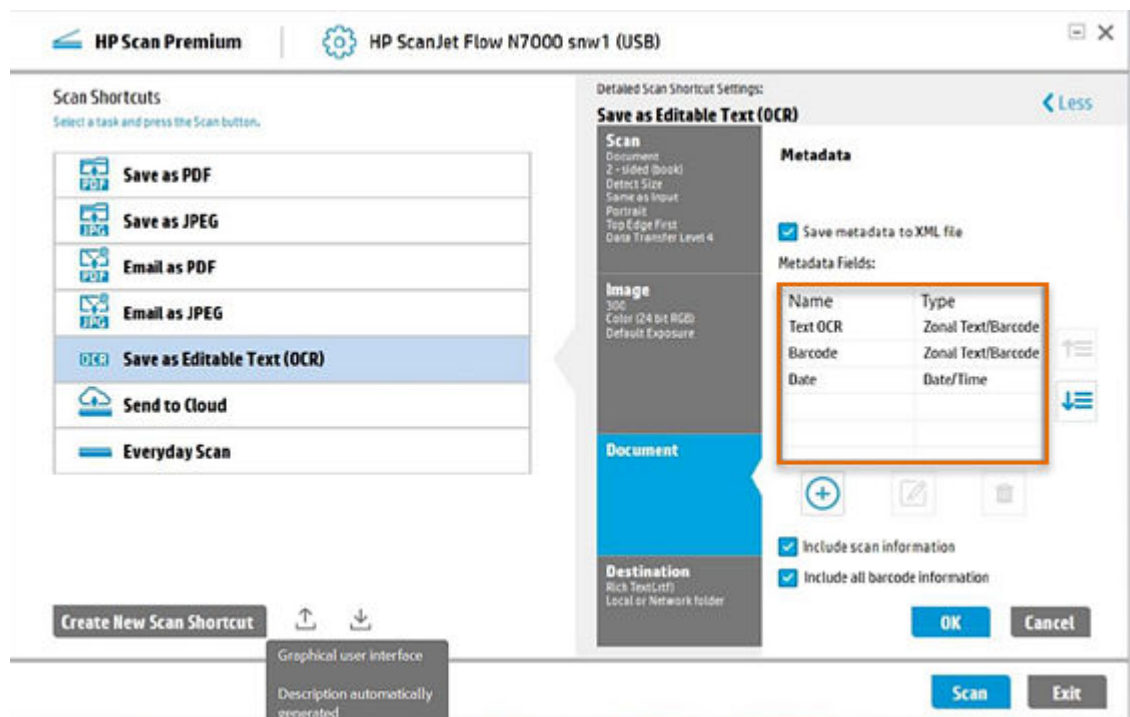 HP Scan Premium
HP ScanJet Flow N7000 snw1 (USB)
Scan Shortcuts
Select a task and press the Scan button.
PDF
Save as PDF
JPG
Save as JPEG
PDF
Email as PDF
JPG
Email as JPEG
OCR
Save as Editable Text (OCR)
Send to Cloud
Everyday Scan
Create New Scan Shortcut
Graphical user interface
Description automatically
generated
Detailed Scan Shortcut Settings:
Save as Editable Text (OCR)
Less
Scan
Document
2 - sided (book)
Detect Size
Same as Input
Portrait
Top Edge First
Data Transfer Level 4
Image
300
Color (24 bit RGB)
Default Exposure
Document
Destination
Rich Text(.rtf)
Local or Network folder
Metadata
Save metadata to XML file
Metadata Fields:
Name Type
Text OCR Zonal Text/Barcode
Barcode Zonal Text/Barcode
Date Date/Time
Include scan information
Include all barcode information
OK Cancel
Scan Exit